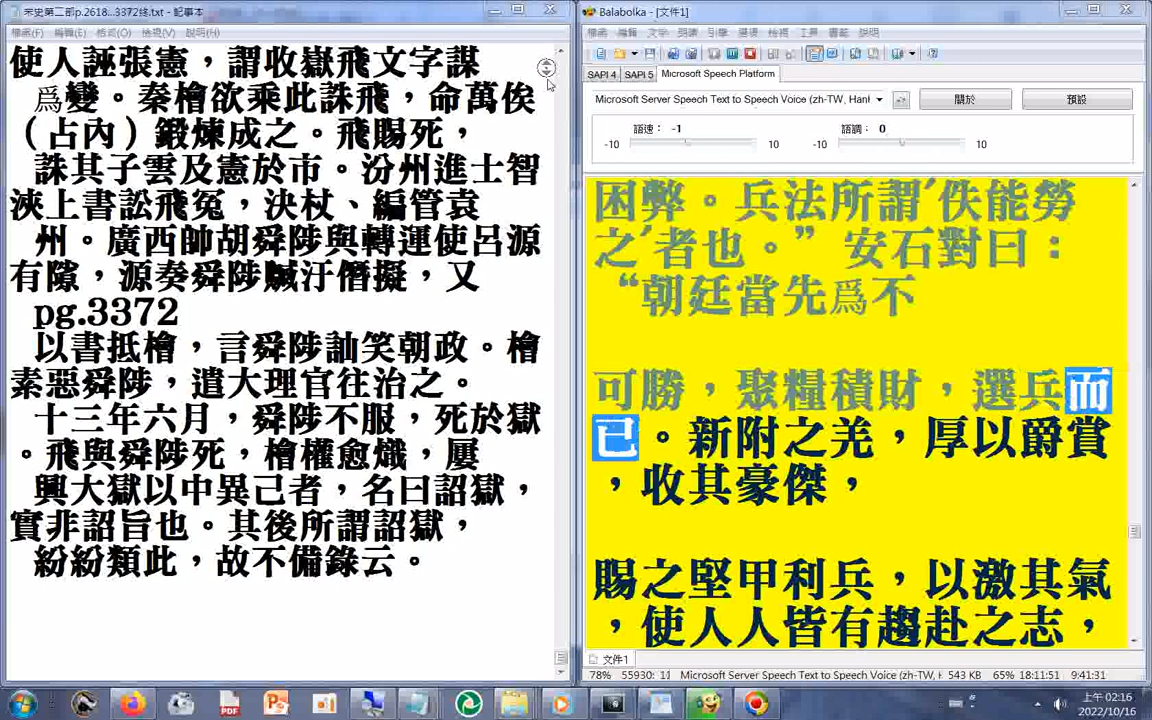 宋史第二部p.2618...3372終.txt - 記事本
檔案(F) 編輯(E) 格式(O) 檢視(V) 說明(H)
使人誣張憲，謂收嶽飛文字謀
爲變。秦檜欲乘此誅飛，命萬俟
（占內）鍛煉成之。飛賜死，
誅其子雲及憲於市。汾州進士智
浹上書訟飛冤，決杖、編管袁
州。廣西帥胡舜陟與轉運使呂源
有隙，源奏舜陟贓汙僭擬，又
pg.3372
以書抵檜，言舜陟訕笑朝政。檜
素惡舜陟，遣大理官往治之。
十三年六月，舜陟不服，死於獄
。飛與舜陟死，檜權愈熾，屢
興大獄以中異己者，名曰詔獄，
實非詔旨也。其後所謂詔獄，
紛紛類此，故不備錄云。
Balabolka - [文件1]
SAPI 4 SAPI 5 Microsoft Speech Platform
Microsoft Server Speech Text to Speech Voice (zh-TW, Hanl
關於 預設
語速： -1 語調： 0
-10 10 -10 10
困弊。兵法所謂‘佚能勞
之’者也。”安石對曰：
“朝廷當先爲不
可勝，聚糧積財，選兵而
已。新附之羌，厚以爵賞
，收其豪傑，
賜之堅甲利兵，以激其氣
，使人人皆有趨赴之志，
文件1
78% 55930: 11 Microsoft Server Speech Text to Speech Voice (zh-TW, H 543 KB 65% 18:11:51 9:41:31
上午 02:16
2022/10/16